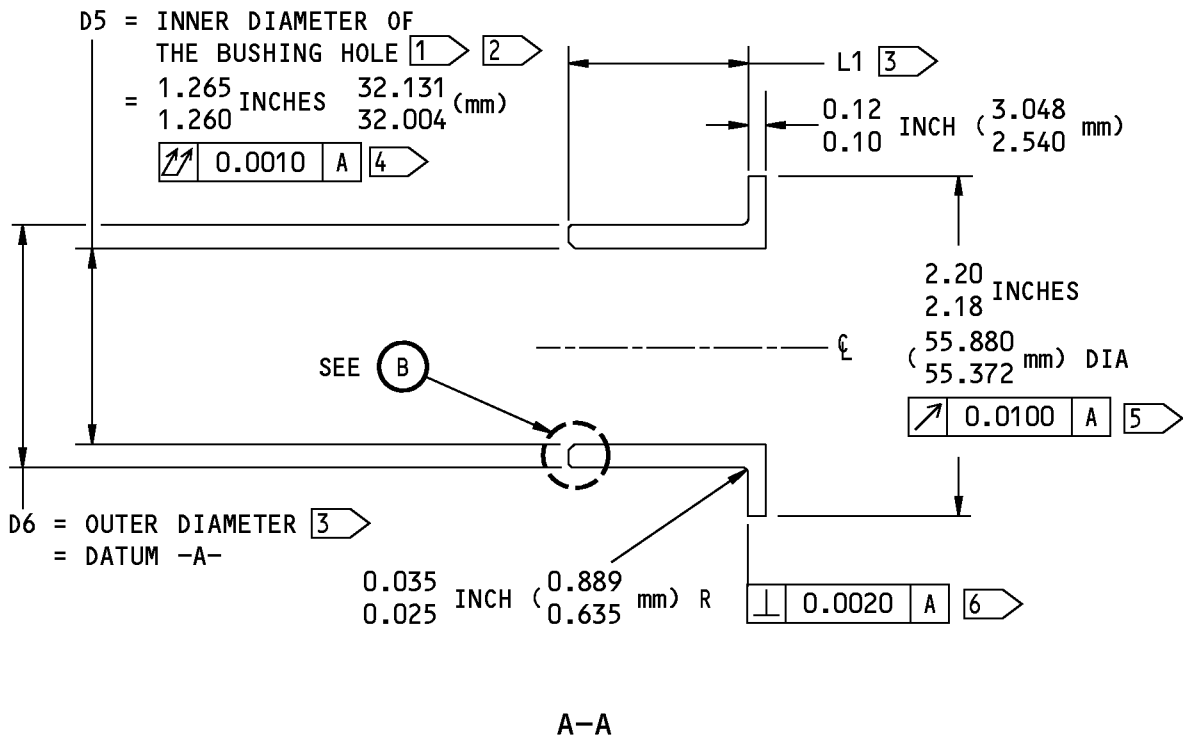 D5 = INNER DIAMETER OF
THE BUSHING HOLE 1 2
= 1.265 INCHES 32.131 (mm)
1.260 32.004
0.0010 A 4
L1 3
0.12 INCH (3.048 mm)
0.10 2.540
2.20 INCHES
2.18
(55.880 mm) DIA
55.372
0.0100 A 5
℄
SEE B
D6 = OUTER DIAMETER 3
= DATUM -A-
0.035 INCH (0.889 mm) R
0.025 0.635
⊥ 0.0020 A 6
A-A